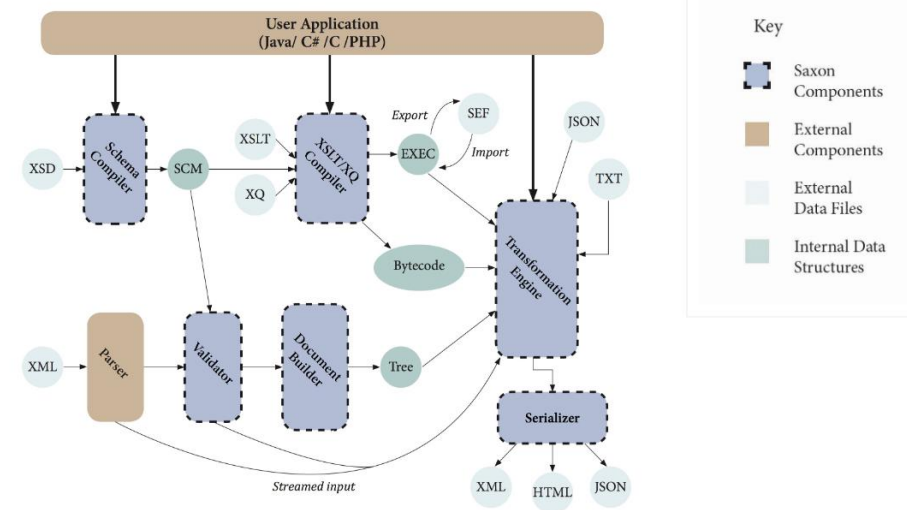 User Application
(Java/ C# /C /PHP)
Key
Saxon
Components
External
Components
External
Data Files
Internal Data
Structures
Export
SEF
Import
JSON
TXT
XSD
Schema
Compiler
SCM
XSLT
XQ
XSLT/XQ
Compiler
EXEC
Bytecode
Transformation
Engine
XML
Parser
Validator
Document
Builder
Tree
Streamed input
Serializer
XML
HTML
JSON